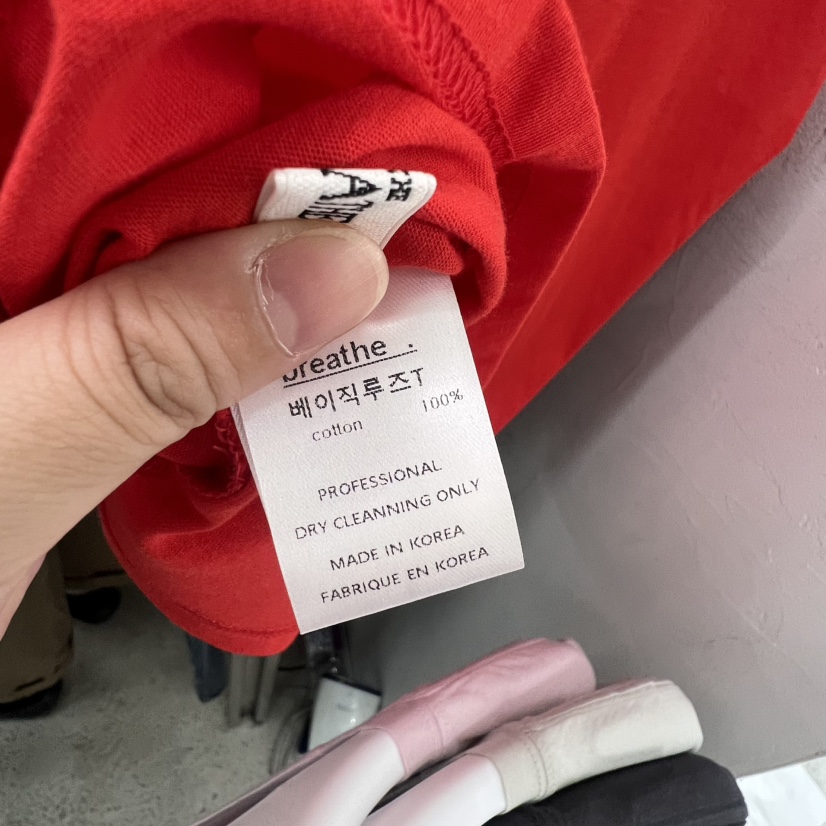 breathe .
베이직루즈T
cotton 100%
PROFESSIONAL
DRY CLEANNING ONLY
MADE IN KOREA
FABRIQUE EN KOREA